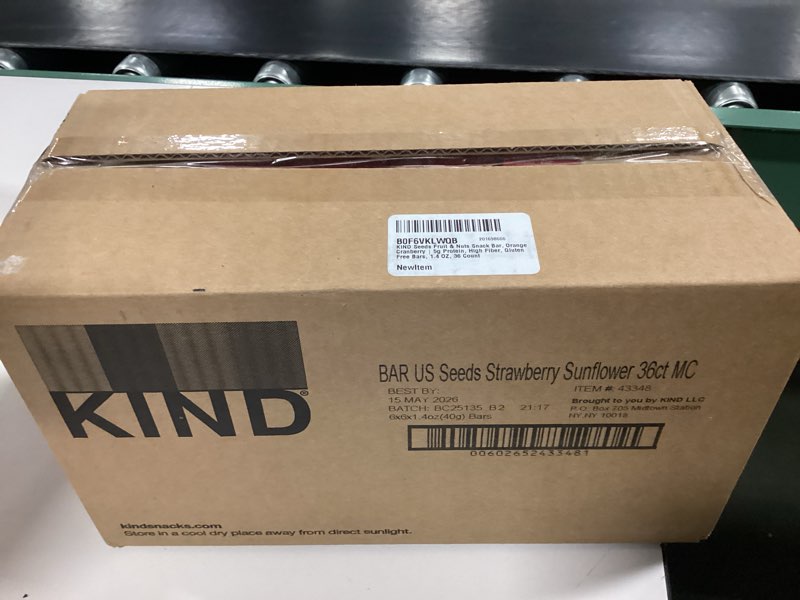 B0F6VKLWQB
KIND Seeds Fruit & Nuts Snack Bar, Orange
Cranberry | 5g Protein, High Fiber, Gluten
Free Bars, 1.4 OZ, 36 Count
NewItem
KIND®
BAR US Seeds Strawberry Sunflower 36ct MC
BEST BY:
15 MAY 2026
BATCH: BC25135 B2 21:17
6x6x1.4oz(40g) Bars
ITEM #: 43348
Brought to you by KIND LLC
P.O. Box 705 Midtown Station
NY, NY 10018
00602652433481
kindsnacks.com
Store in a cool dry place away from direct sunlight.